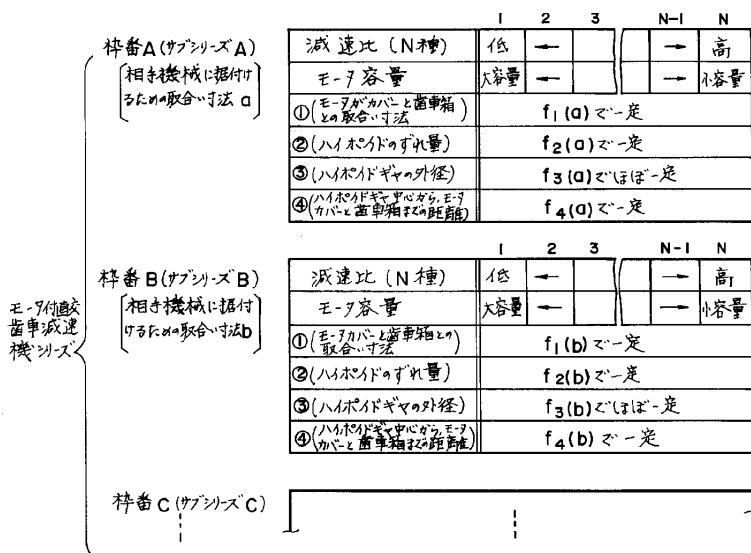 1 2 3 N-1 N
枠番A(サブシリーズA)
相手機械に据付け
るための取合い寸法 a
減速比(N種) 低 ← → 高
モータ容量 大容量 ← → 小容量
①(モータがカバーと歯車箱
との取合い寸法) f₁(a)で一定
②(ハイポイドのずれ量) f₂(a)で一定
③(ハイポイドギヤの外径) f₃(a)でほぼ一定
④(ハイポイドギヤ中心から、モータ
カバーと歯車箱までの距離) f₄(a)で一定
モータ付直交
歯車減速
機シリーズ
1 2 3 N-1 N
枠番B(サブシリーズB)
相手機械に据付
けるための取合い寸法b
減速比(N種) 低 ← → 高
モータ容量 大容量 ← → 小容量
①(モータカバーと歯車箱との
取合い寸法) f₁(b)で一定
②(ハイポイドのずれ量) f₂(b)で一定
③(ハイポイドギヤの外径) f₃(b)でほぼ一定
④(ハイポイドギヤ中心から、モータ
カバーと歯車箱までの距離) f₄(b)で一定
枠番C(サブシリーズC)